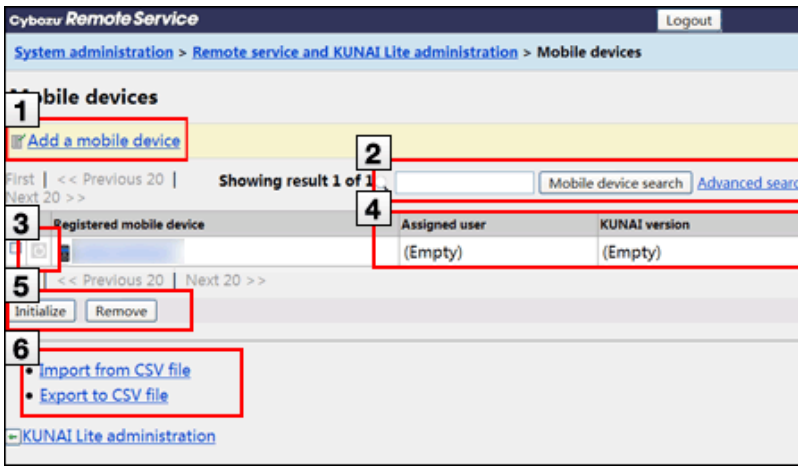 Cybozu Remote Service Logout
System administration > Remote service and KUNAI Lite administration > Mobile devices
Mobile devices
1
Add a mobile device
2
First | << Previous 20 | Showing result 1 of 1 Mobile device search Advanced searc
Next 20 >>
3 4
Registered mobile device Assigned user KUNAI version
(Empty) (Empty)
<< Previous 20 | Next 20 >>
5
Initialize Remove
6
• Import from CSV file
• Export to CSV file
KUNAI Lite administration